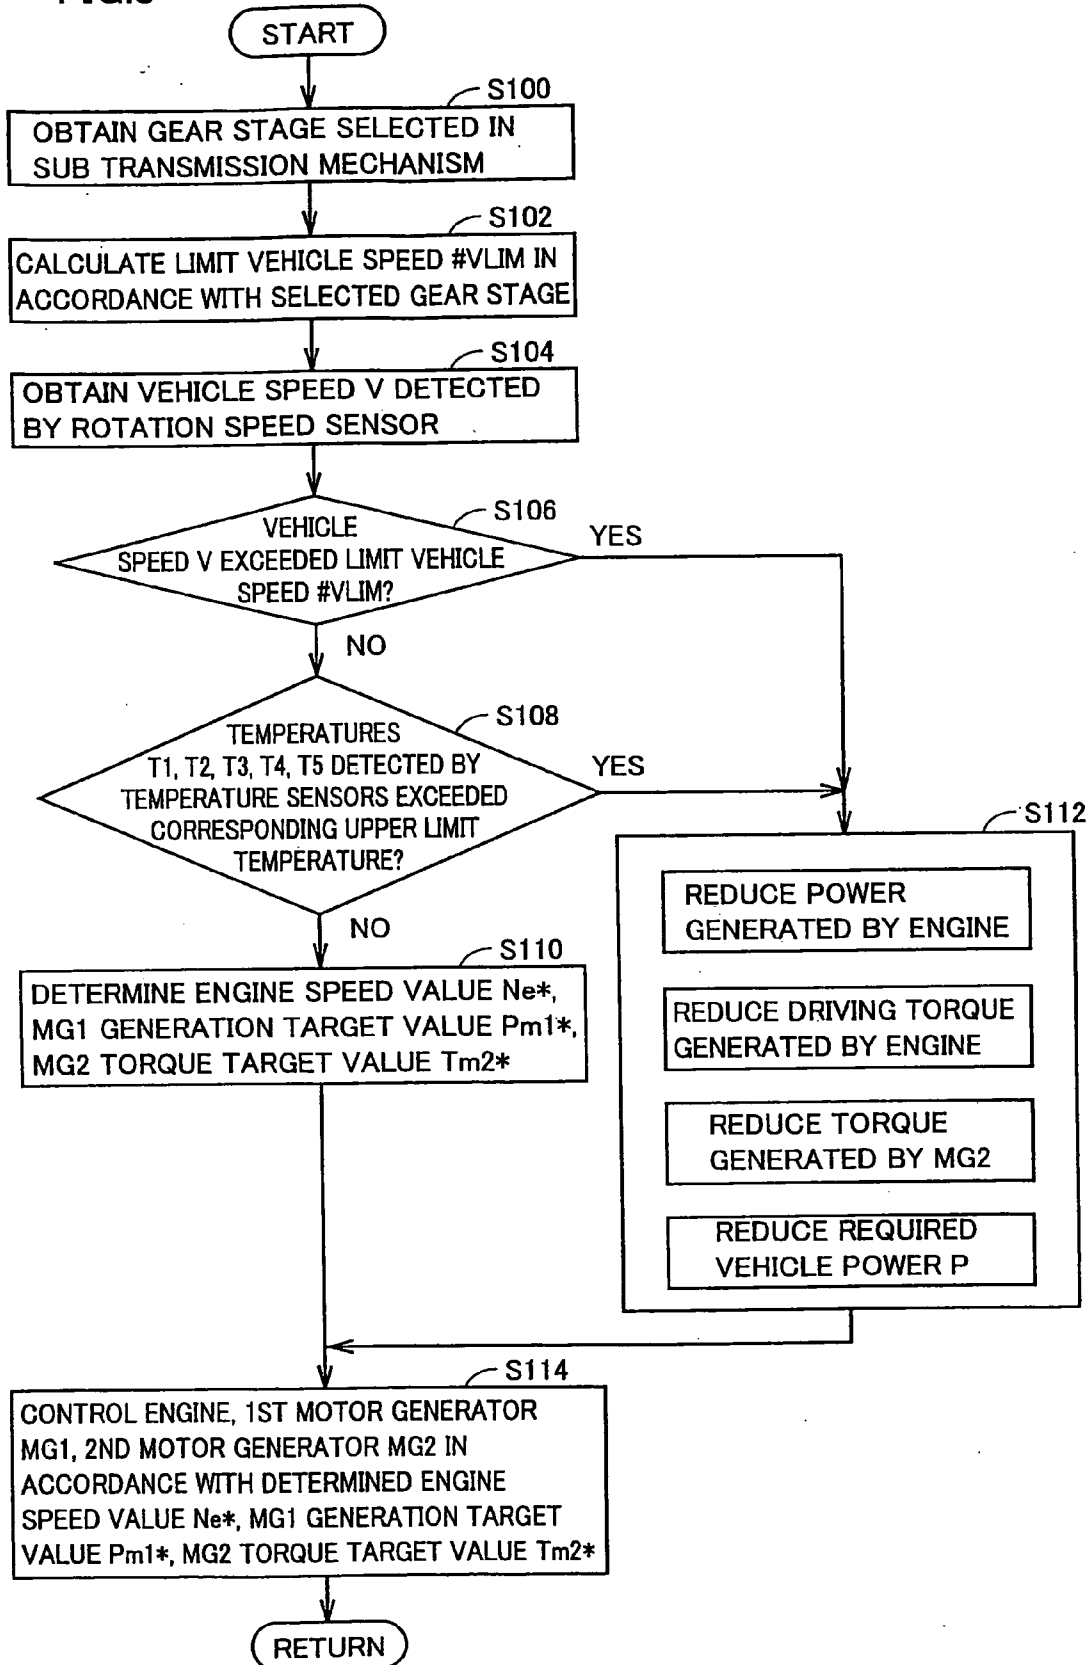 START
S100
OBTAIN GEAR STAGE SELECTED IN
SUB TRANSMISSION MECHANISM
S102
CALCULATE LIMIT VEHICLE SPEED #VLIM IN
ACCORDANCE WITH SELECTED GEAR STAGE
S104
OBTAIN VEHICLE SPEED V DETECTED
BY ROTATION SPEED SENSOR
S106
VEHICLE
SPEED V EXCEEDED LIMIT VEHICLE
SPEED #VLIM?
YES
NO
S108
TEMPERATURES
T1, T2, T3, T4, T5 DETECTED BY
TEMPERATURE SENSORS EXCEEDED
CORRESPONDING UPPER LIMIT
TEMPERATURE?
YES
NO
S112
REDUCE POWER
GENERATED BY ENGINE
REDUCE DRIVING TORQUE
GENERATED BY ENGINE
REDUCE TORQUE
GENERATED BY MG2
REDUCE REQUIRED
VEHICLE POWER P
S110
DETERMINE ENGINE SPEED VALUE Ne*,
MG1 GENERATION TARGET VALUE Pm1*,
MG2 TORQUE TARGET VALUE Tm2*
S114
CONTROL ENGINE, 1ST MOTOR GENERATOR
MG1, 2ND MOTOR GENERATOR MG2 IN
ACCORDANCE WITH DETERMINED ENGINE
SPEED VALUE Ne*, MG1 GENERATION TARGET
VALUE Pm1*, MG2 TORQUE TARGET VALUE Tm2*
RETURN